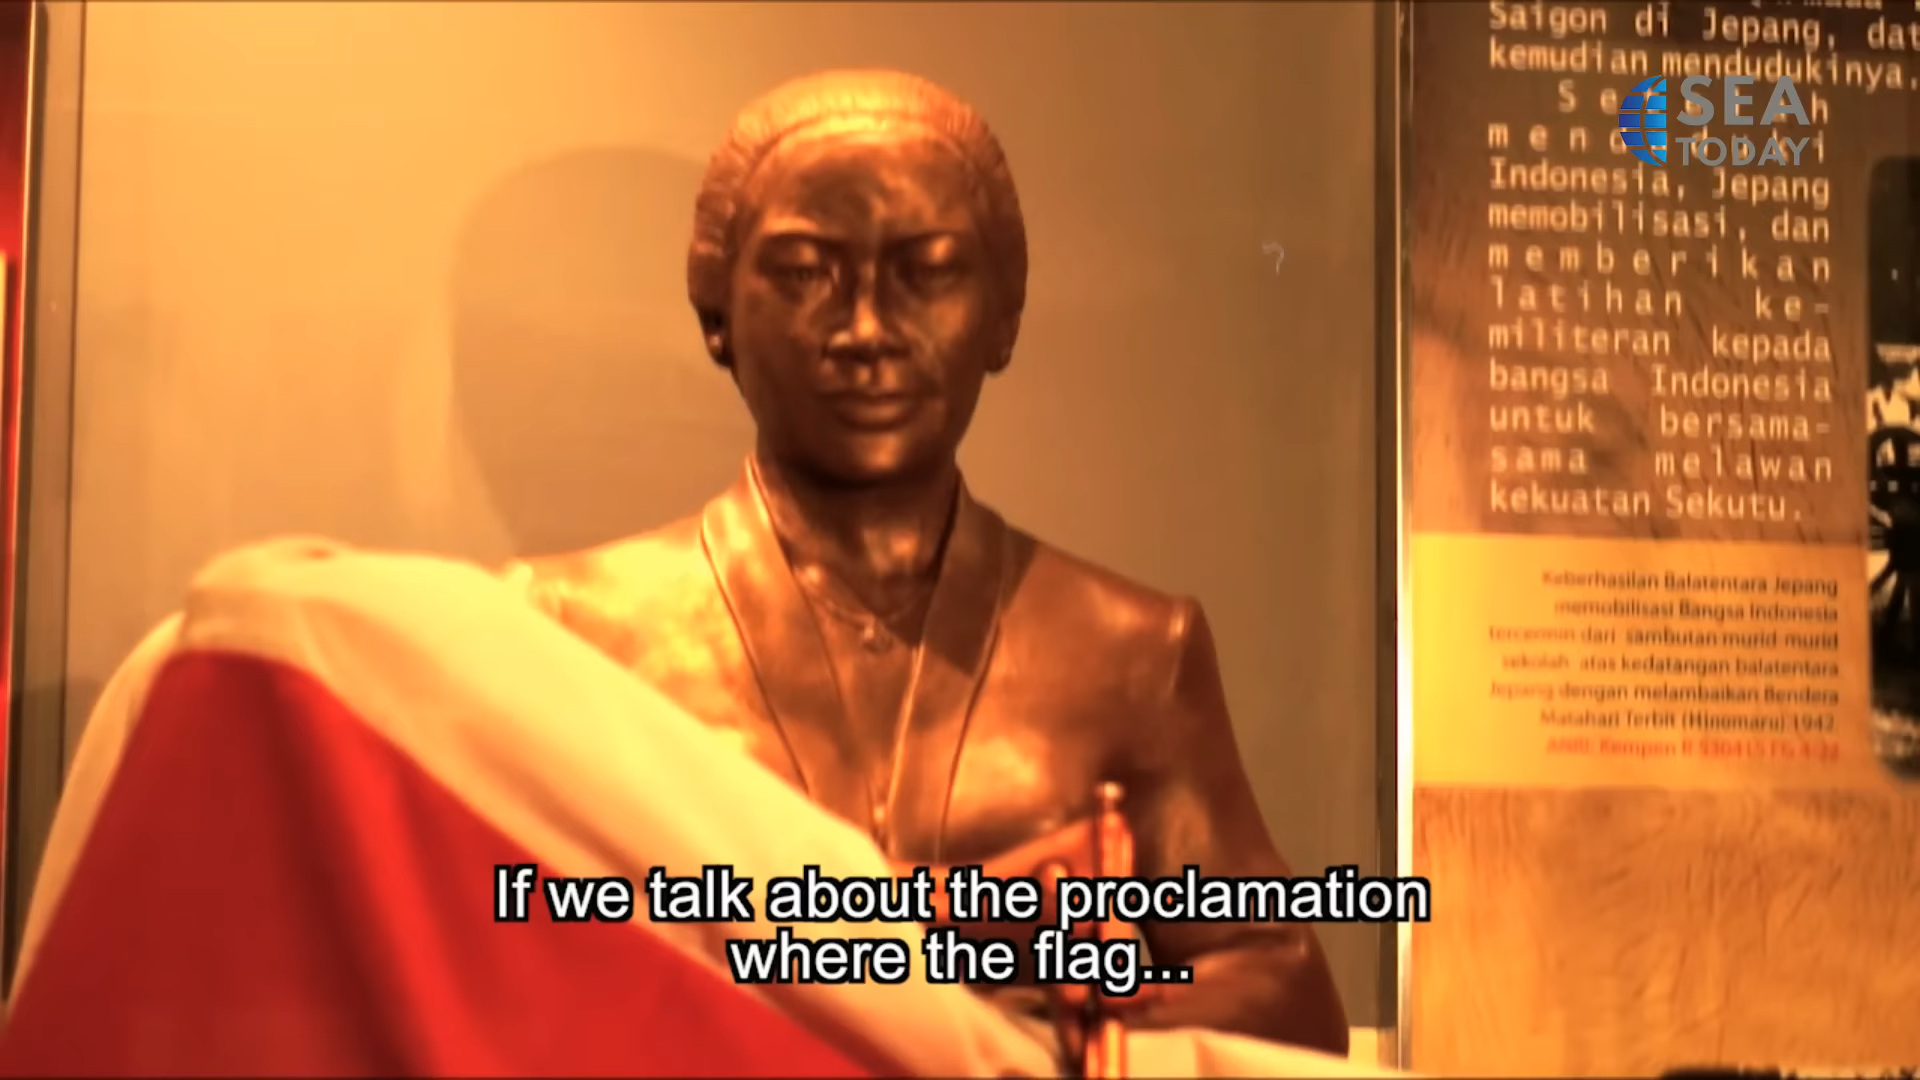 Saigon di Jepang, dat
kemudian mendudukinya.
Indonesia, Jepang
memobilisasi, dan
memberikan
latihan ke-
militeran kepada
bangsa Indonesia
untuk bersama-
sama melawan
kekuatan Sekutu.
SEA
TODAY
Keberhasilan Balatentara Jepang
memobilisasi Bangsa Indonesia
tercermin dari sambutan murid-murid
sekolah atas kedatangan balatentara
Jepang dengan melambaikan Bendera
Matahari Terbit (Hinomaru) 1942.
If we talk about the proclamation
where the flag...